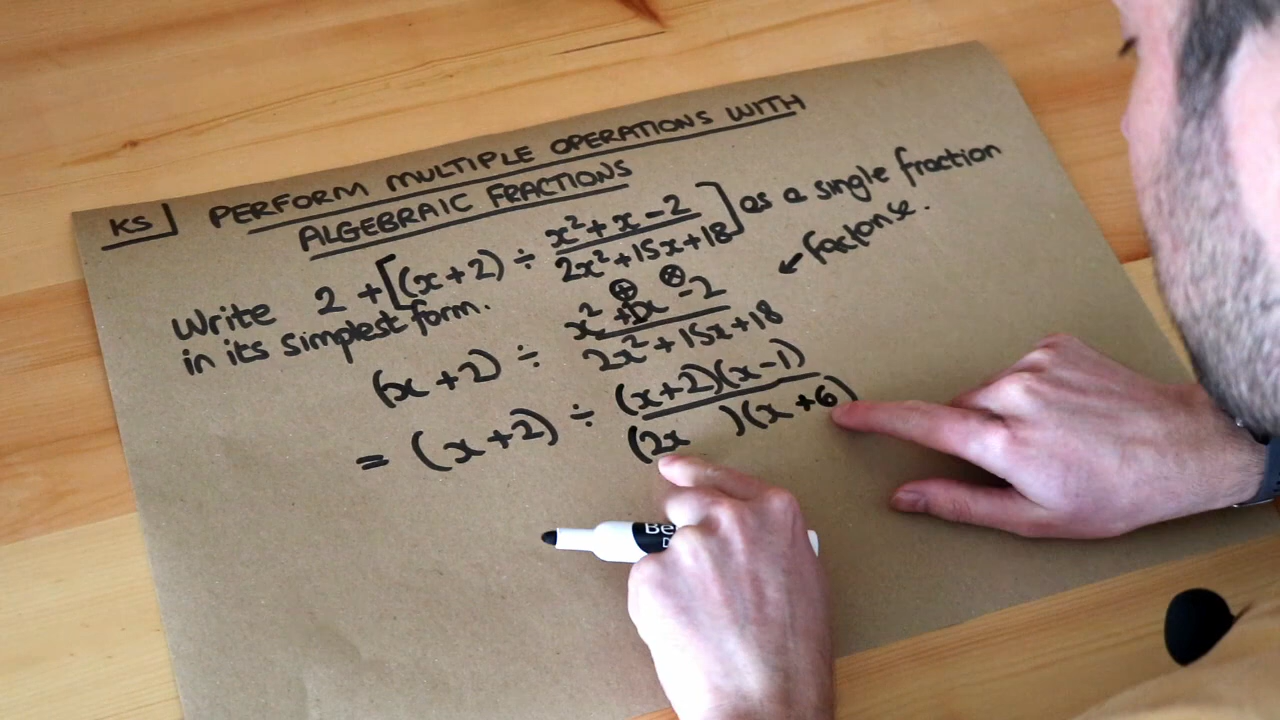 KS
PERFORM MULTIPLE OPERATIONS WITH
ALGEBRAIC FRACTIONS
Write 2 + [(x+2) ÷ (x² + x - 2)/(2x² + 15x + 18)] as a single fraction
in its simplest form.
(x + 2) ÷ (x² + 1x - 2)/(2x² + 15x + 18) ← factorise.
⊕ ⊗
= (x + 2) ÷ (x+2)(x-1)/(2x )(x+6)
Be
D